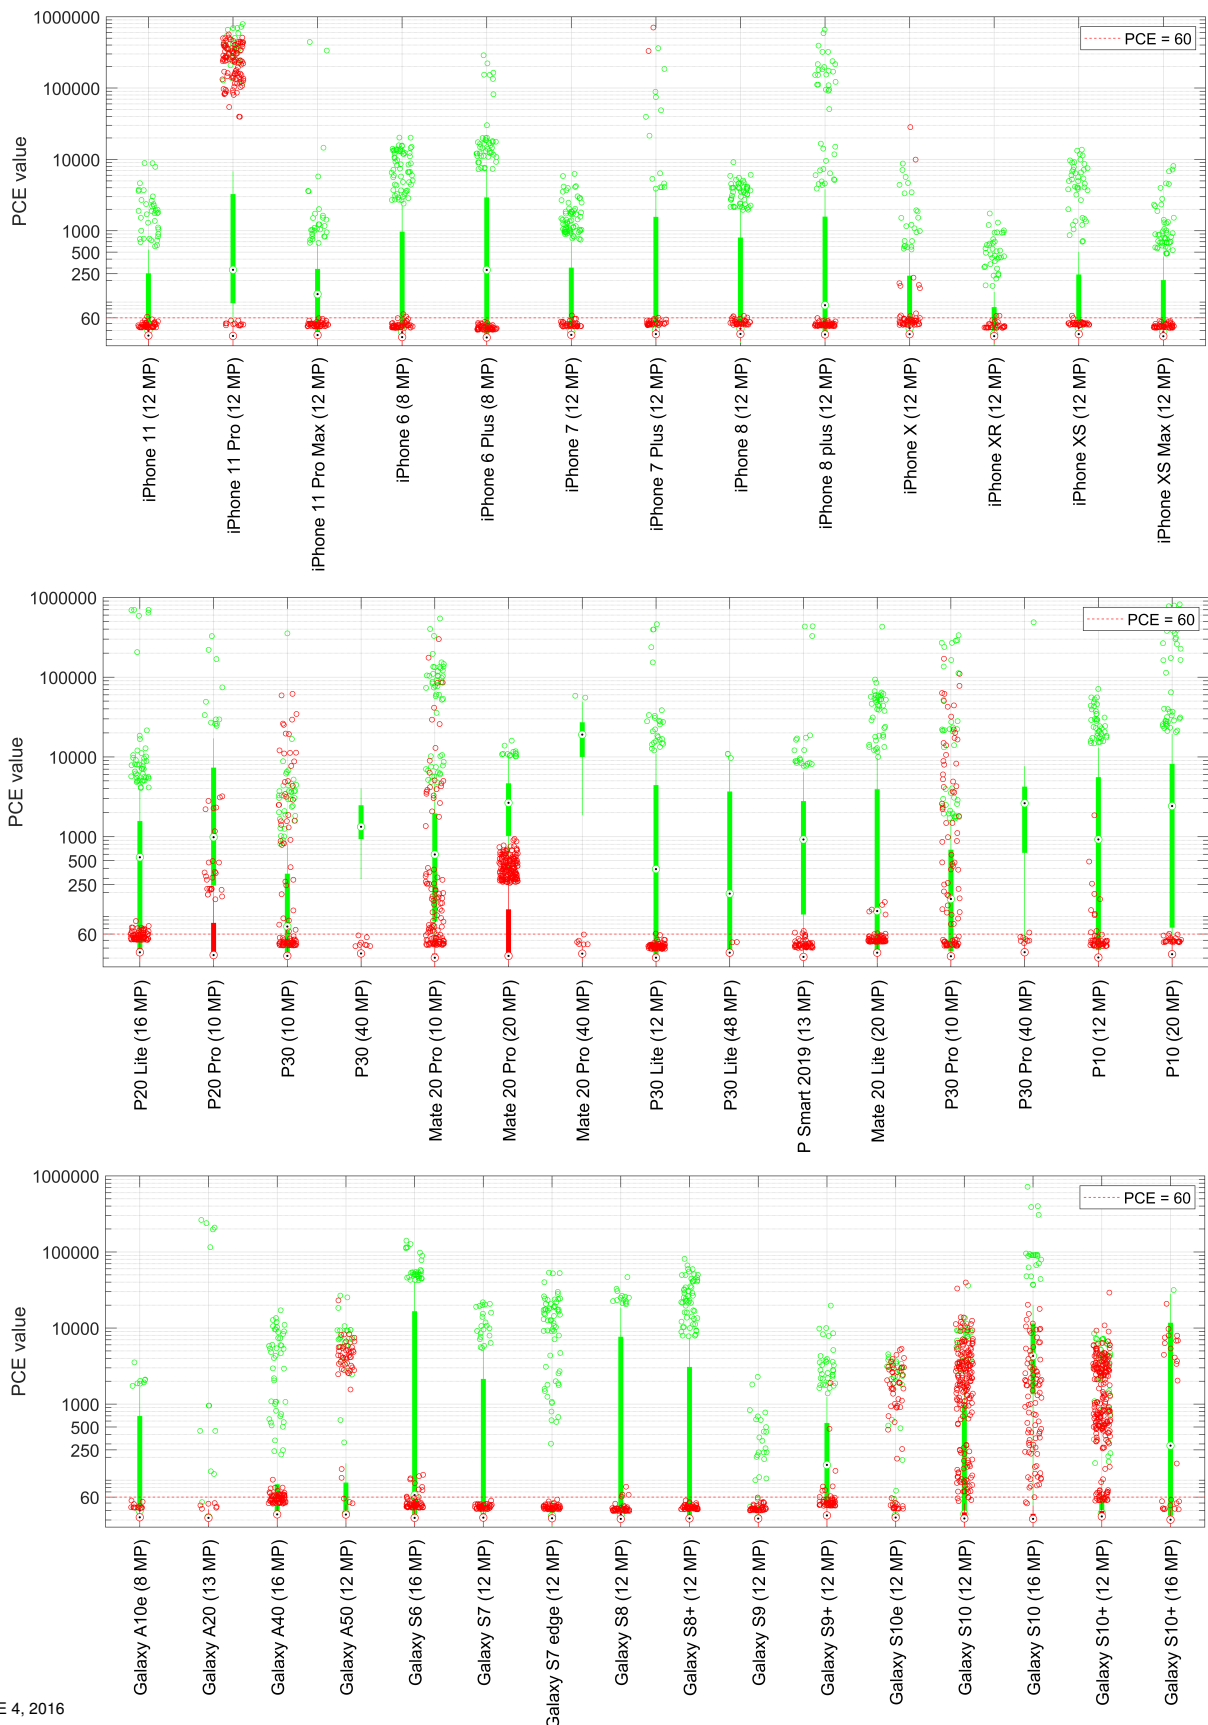 1000000
100000
10000
1000
500
250
60
PCE value
PCE = 60
iPhone 11 (12 MP)
iPhone 11 Pro (12 MP)
iPhone 11 Pro Max (12 MP)
iPhone 6 (8 MP)
iPhone 6 Plus (8 MP)
iPhone 7 (12 MP)
iPhone 7 Plus (12 MP)
iPhone 8 (12 MP)
iPhone 8 plus (12 MP)
iPhone X (12 MP)
iPhone XR (12 MP)
iPhone XS (12 MP)
iPhone XS Max (12 MP)
1000000
100000
10000
1000
500
250
60
PCE value
PCE = 60
P20 Lite (16 MP)
P20 Pro (10 MP)
P30 (10 MP)
P30 (40 MP)
Mate 20 Pro (10 MP)
Mate 20 Pro (20 MP)
Mate 20 Pro (40 MP)
P30 Lite (12 MP)
P30 Lite (48 MP)
P Smart 2019 (13 MP)
Mate 20 Lite (20 MP)
P30 Pro (10 MP)
P30 Pro (40 MP)
P10 (12 MP)
P10 (20 MP)
1000000
100000
10000
1000
500
250
60
PCE value
PCE = 60
Galaxy A10e (8 MP)
Galaxy A20 (13 MP)
Galaxy A40 (16 MP)
Galaxy A50 (12 MP)
Galaxy S6 (16 MP)
Galaxy S7 (12 MP)
Galaxy S7 edge (12 MP)
Galaxy S8 (12 MP)
Galaxy S8+ (12 MP)
Galaxy S9 (12 MP)
Galaxy S9+ (12 MP)
Galaxy S10e (12 MP)
Galaxy S10 (12 MP)
Galaxy S10 (16 MP)
Galaxy S10+ (12 MP)
Galaxy S10+ (16 MP)
E 4, 2016